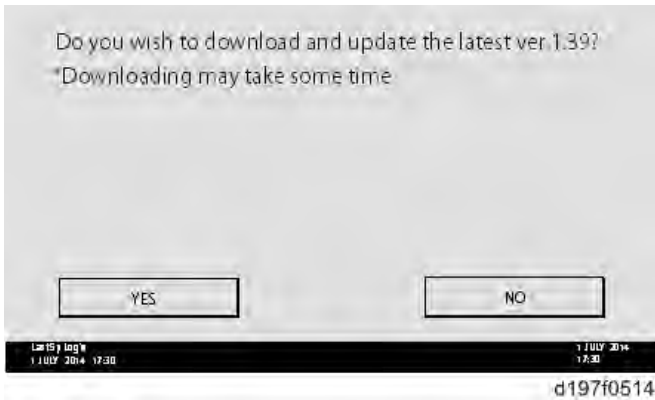 Do you wish to download and update the latest ver.1.39?
*Downloading may take some time
YES
NO
1 JULY 2014 17:30
1 JULY 2014
17:30
d197f0514